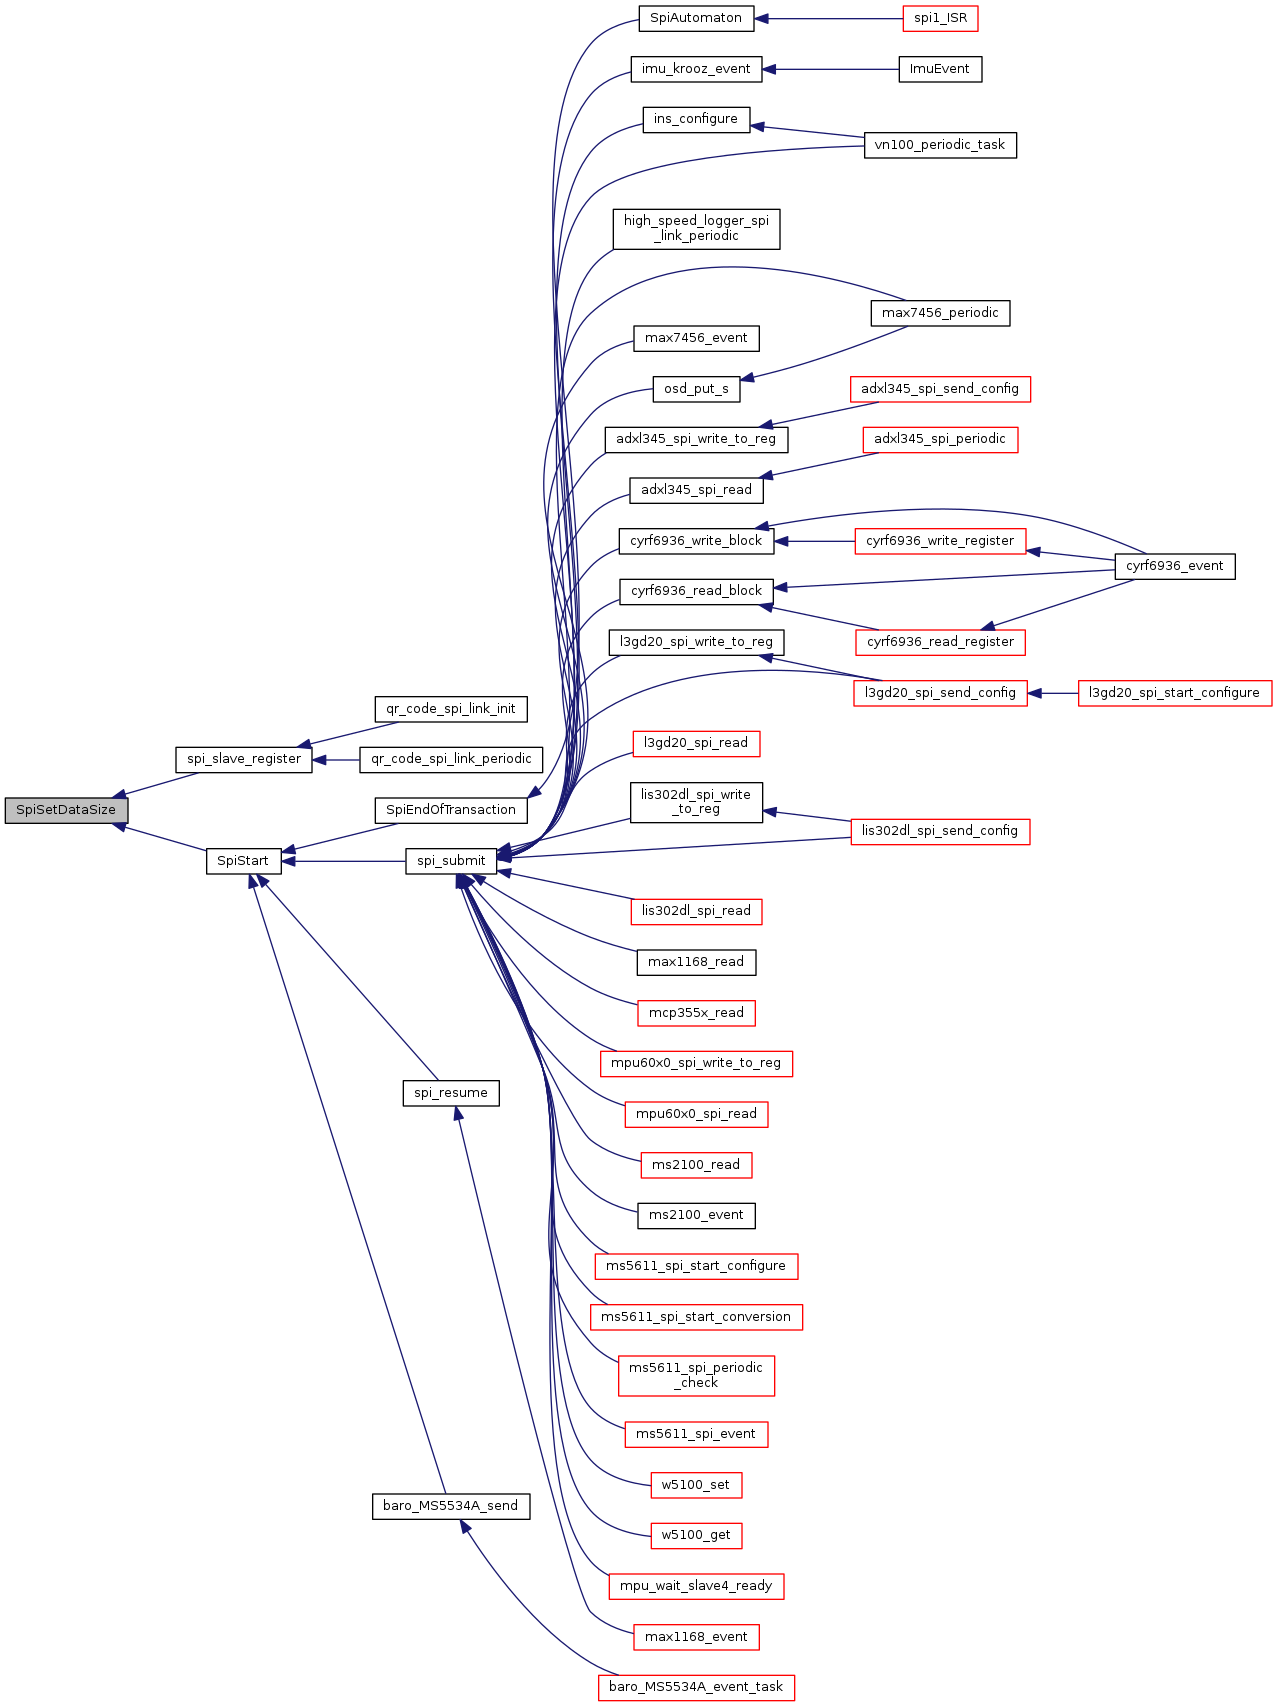 SpiAutomaton
spi1_ISR
imu_krooz_event
ImuEvent
ins_configure
vn100_periodic_task
high_speed_logger_spi
_link_periodic
max7456_periodic
max7456_event
osd_put_s
adxl345_spi_send_config
adxl345_spi_write_to_reg
adxl345_spi_periodic
adxl345_spi_read
cyrf6936_write_block
cyrf6936_write_register
cyrf6936_event
cyrf6936_read_block
cyrf6936_read_register
l3gd20_spi_write_to_reg
l3gd20_spi_send_config
l3gd20_spi_start_configure
qr_code_spi_link_init
l3gd20_spi_read
spi_slave_register
qr_code_spi_link_periodic
SpiSetDataSize
SpiEndOfTransaction
lis302dl_spi_write
_to_reg
lis302dl_spi_send_config
SpiStart
spi_submit
lis302dl_spi_read
max1168_read
mcp355x_read
mpu60x0_spi_write_to_reg
spi_resume
mpu60x0_spi_read
ms2100_read
ms2100_event
ms5611_spi_start_configure
ms5611_spi_start_conversion
ms5611_spi_periodic
_check
ms5611_spi_event
w5100_set
baro_MS5534A_send
w5100_get
mpu_wait_slave4_ready
max1168_event
baro_MS5534A_event_task